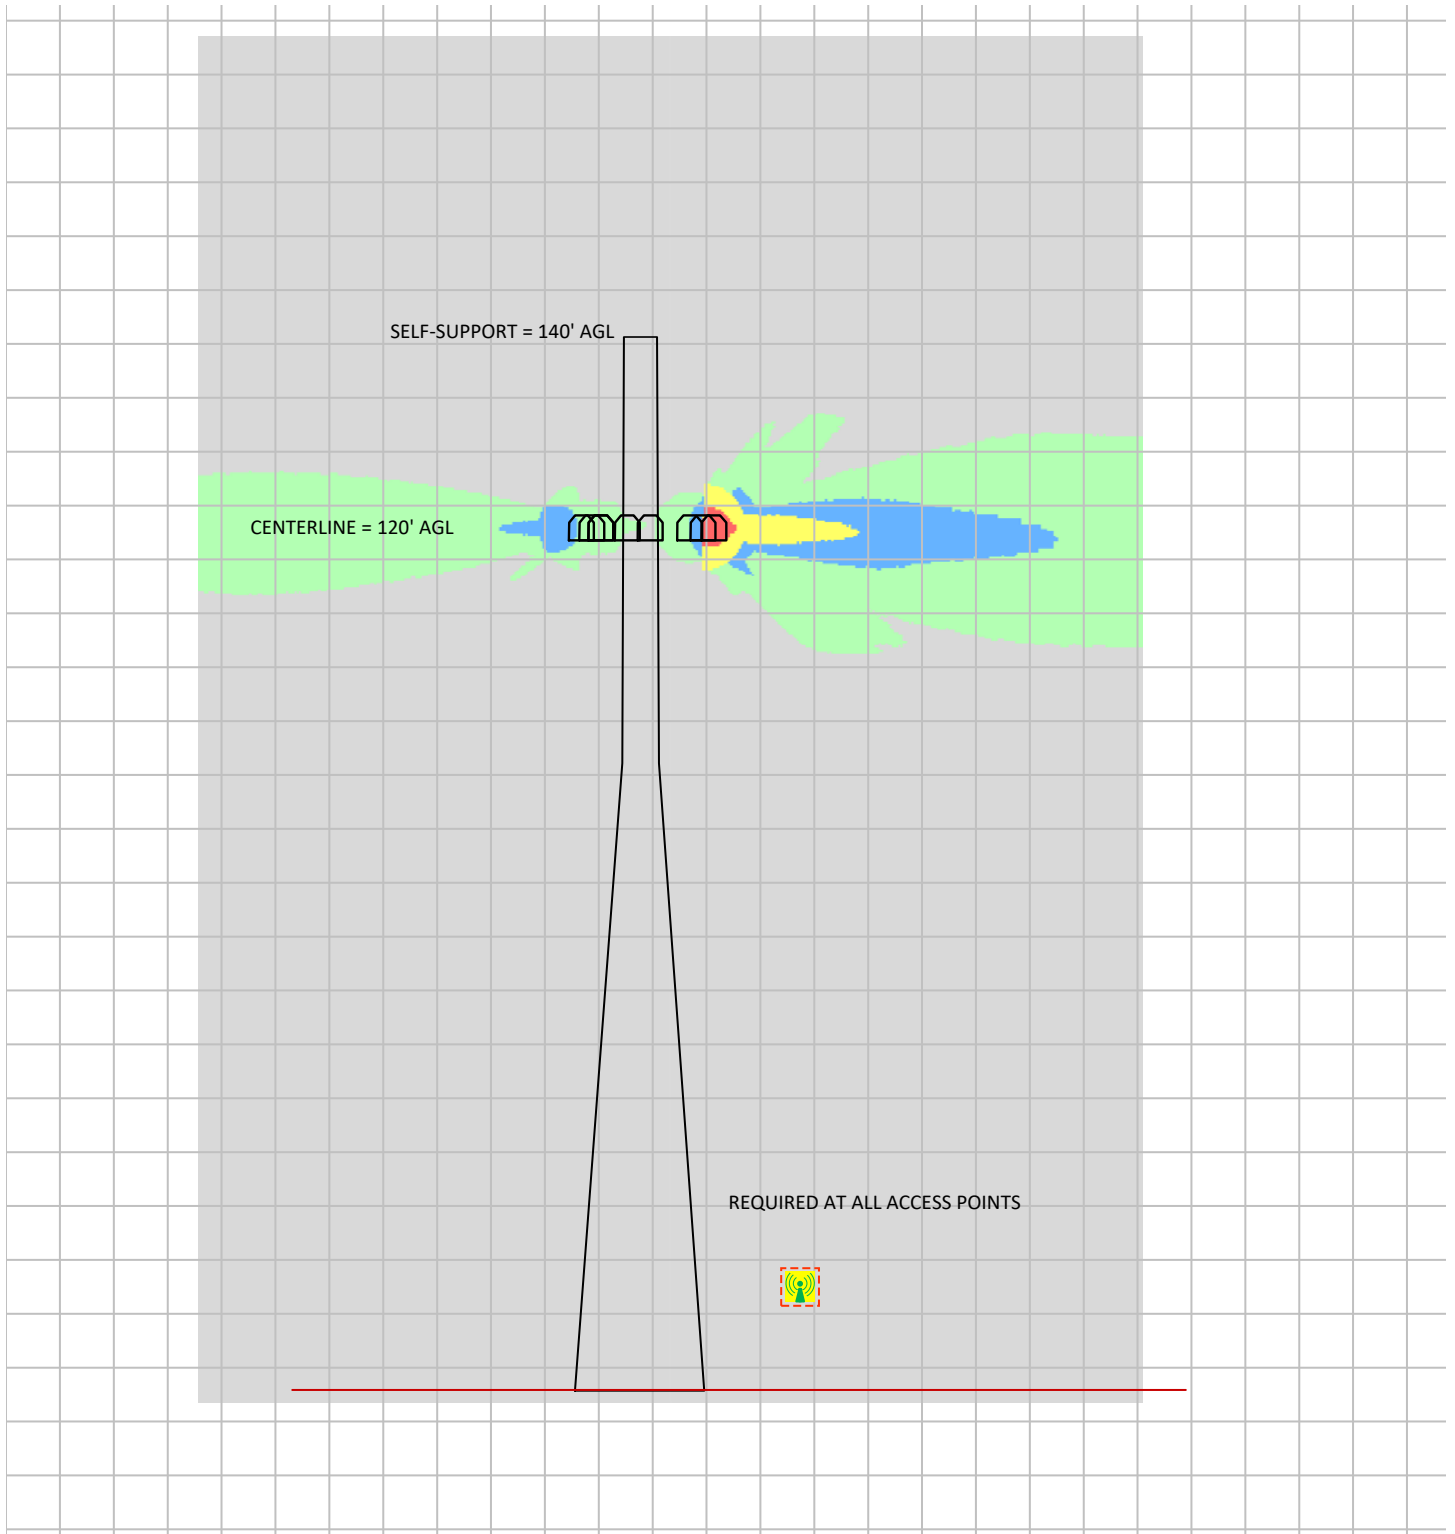 SELF-SUPPORT = 140' AGL
CENTERLINE = 120' AGL
REQUIRED AT ALL ACCESS POINTS